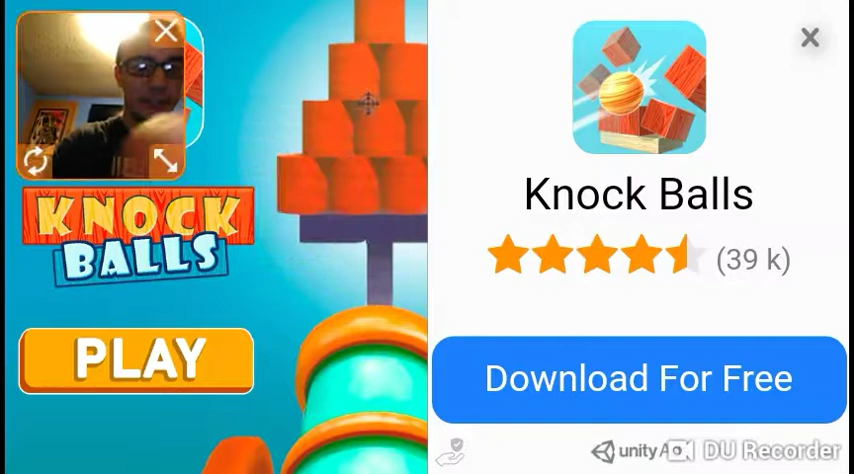 KNOCK
BALLS
PLAY
Knock Balls
(39 k)
Download For Free
unity
DU Recorder